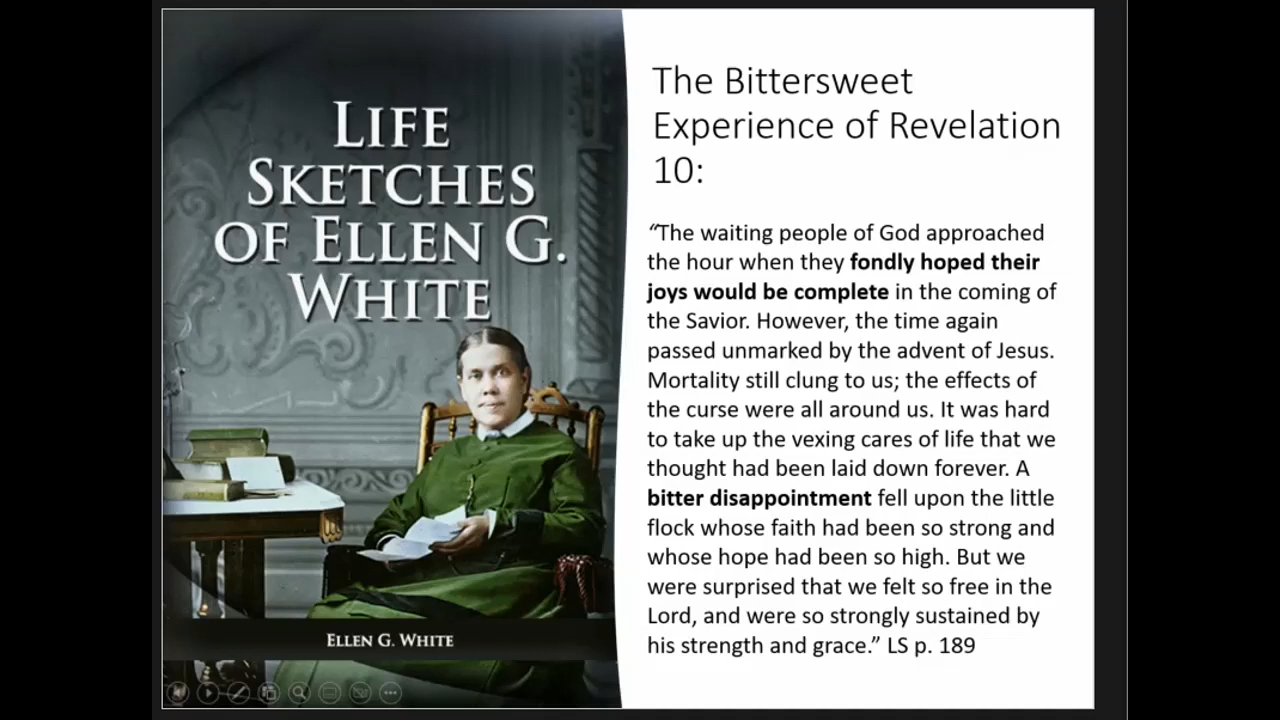 LIFE
SKETCHES
OF ELLEN G.
WHITE
ELLEN G. WHITE
The Bittersweet
Experience of Revelation
10:
“The waiting people of God approached
the hour when they fondly hoped their
joys would be complete in the coming of
the Savior. However, the time again
passed unmarked by the advent of Jesus.
Mortality still clung to us; the effects of
the curse were all around us. It was hard
to take up the vexing cares of life that we
thought had been laid down forever. A
bitter disappointment fell upon the little
flock whose faith had been so strong and
whose hope had been so high. But we
were surprised that we felt so free in the
Lord, and were so strongly sustained by
his strength and grace.” LS p. 189